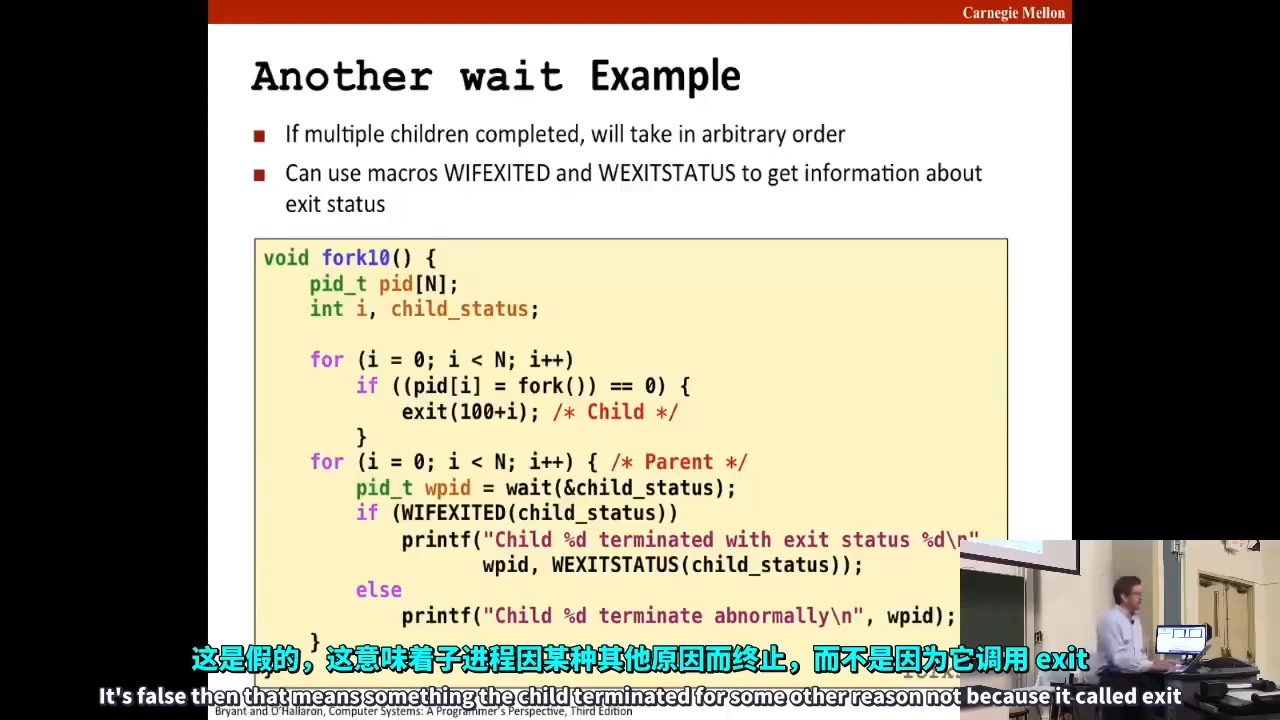 Carnegie Mellon
Another wait Example
If multiple children completed, will take in arbitrary order
Can use macros WIFEXITED and WEXITSTATUS to get information about
exit status
void fork10() {
pid_t pid[N];
int i, child_status;
for (i = 0; i < N; i++)
if ((pid[i] = fork()) == 0) {
exit(100+i); /* Child */
}
for (i = 0; i < N; i++) { /* Parent */
pid_t wpid = wait(&child_status);
if (WIFEXITED(child_status))
printf("Child %d terminated with exit status %d\n"
wpid, WEXITSTATUS(child_status));
else
printf("Child %d terminate abnormally\n", wpid);
}
这是假的，这意味着子进程因某种其他原因而终止，而不是因为它调用 exit
It's false then that means something the child terminated for some other reason not because it called exit
Bryant and O'Hallaron, Computer Systems: A Programmer's Perspective, Third Edition